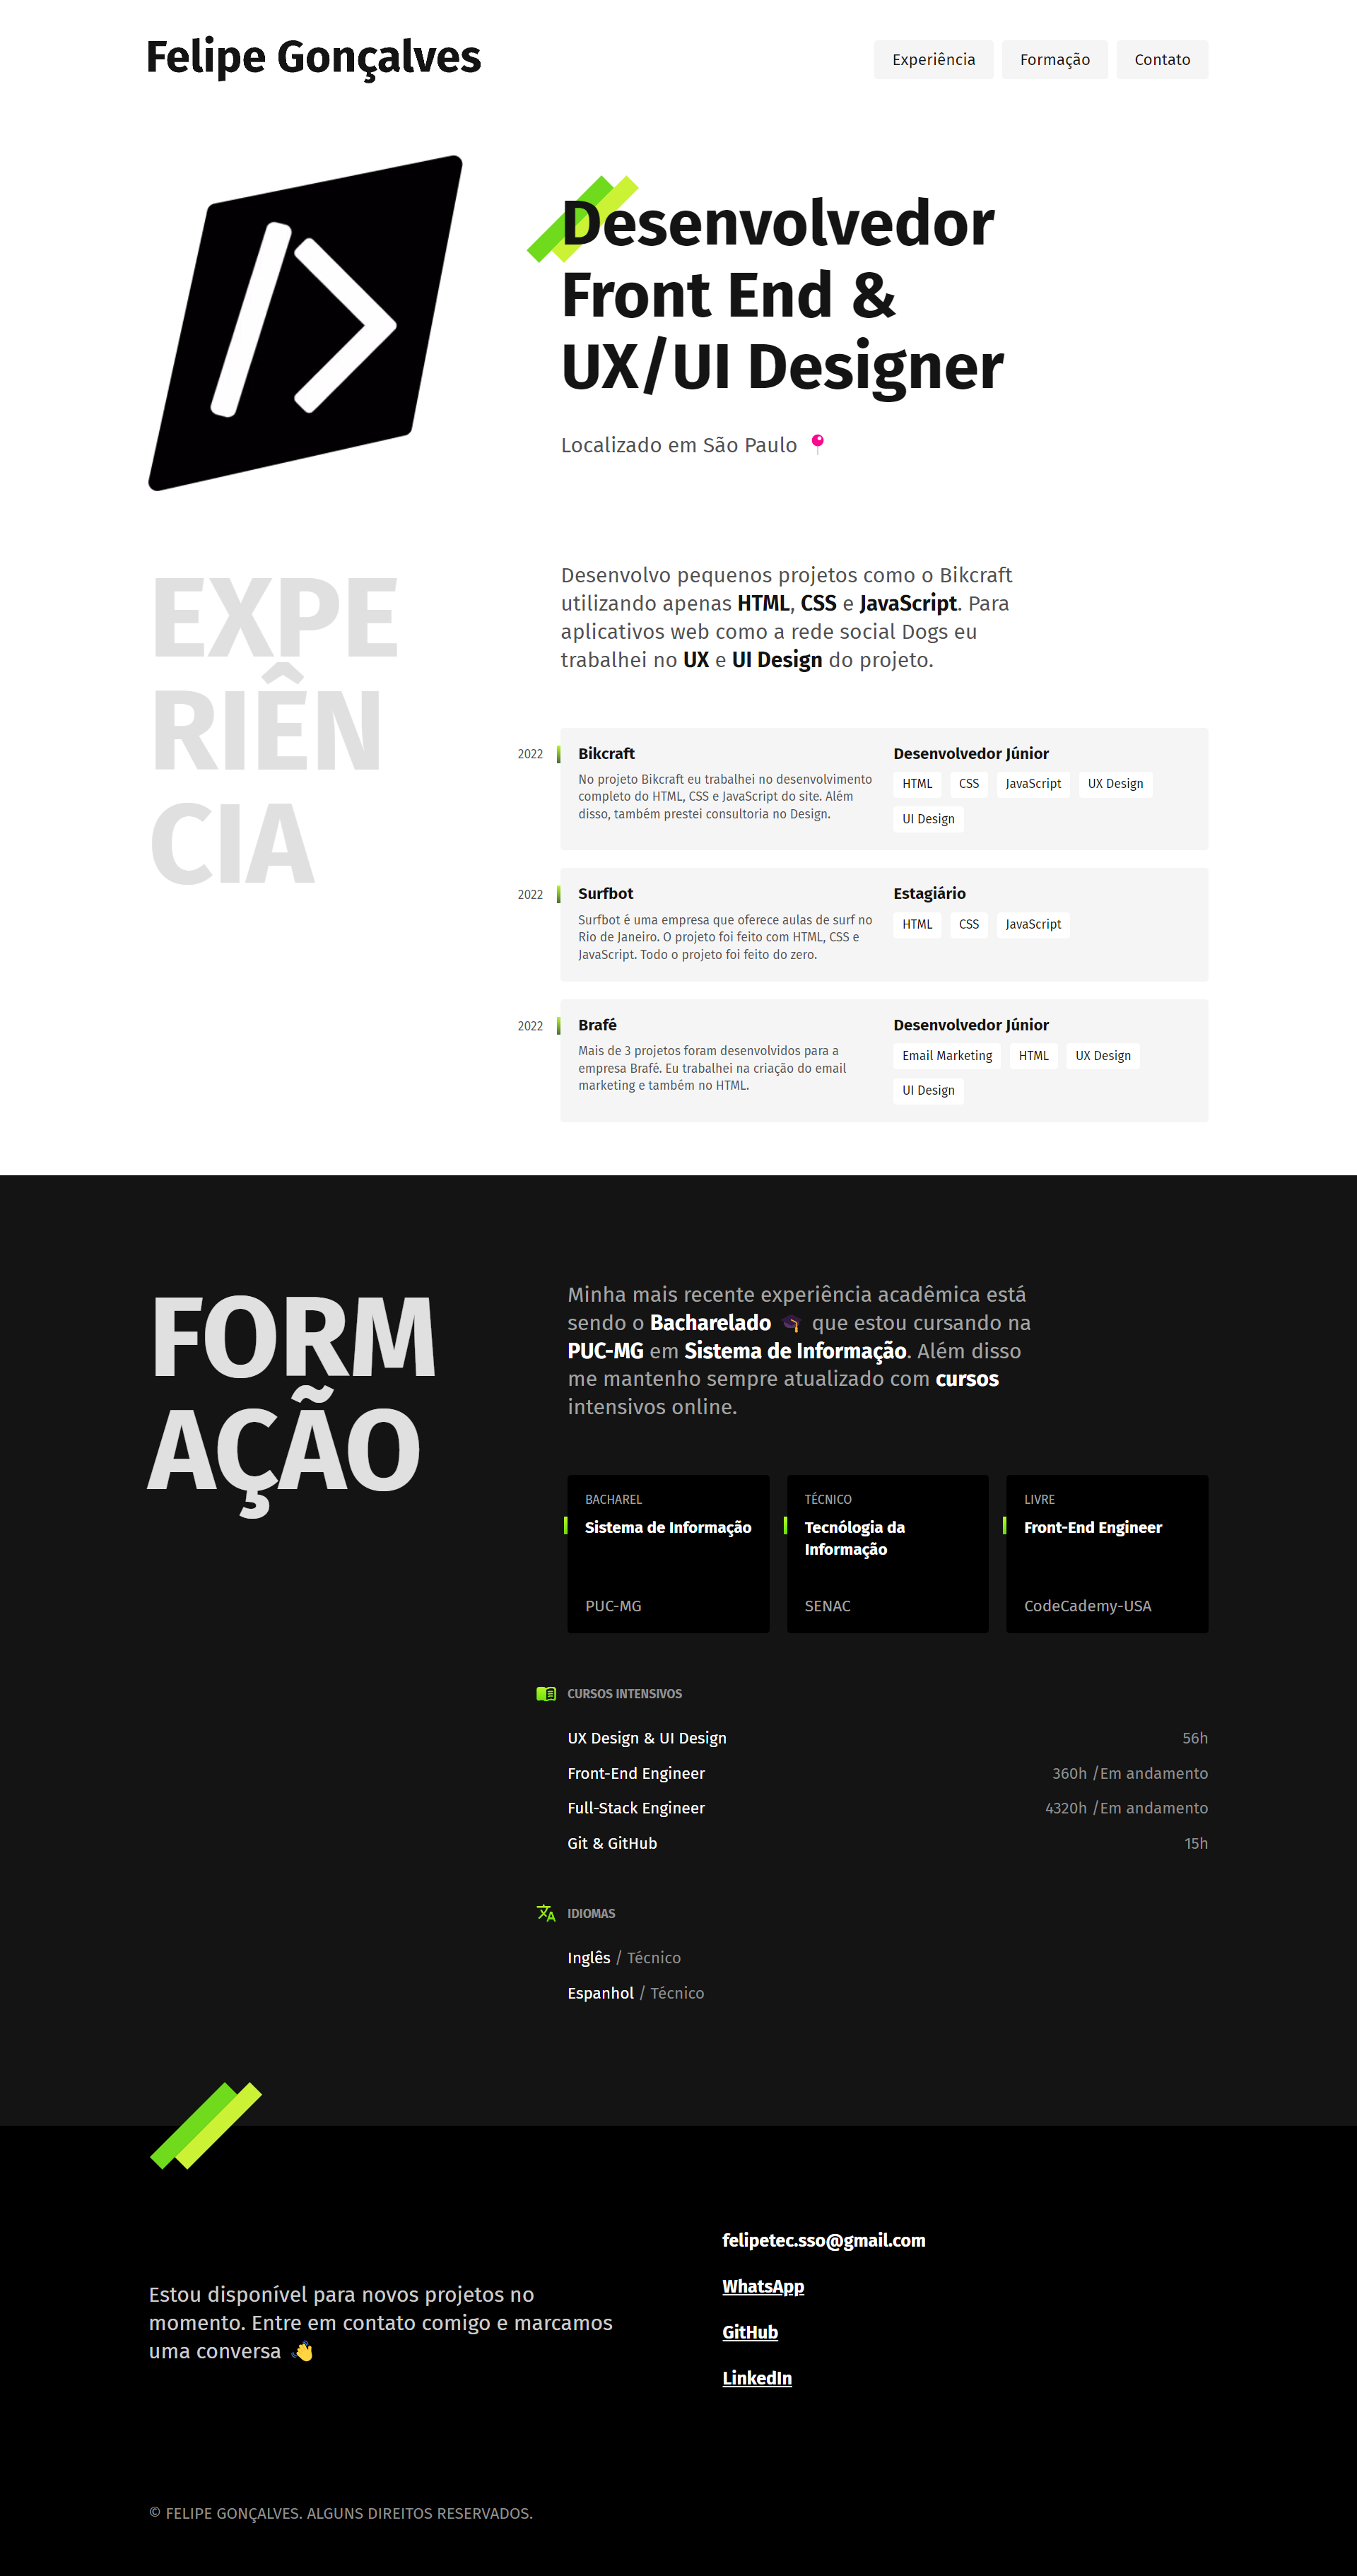 Felipe Gonçalves
Experiência
Formação
Contato
/>
Desenvolvedor
Front End &
UX/UI Designer
Localizado em São Paulo
EXPE
RIÊN
CIA
Desenvolvo pequenos projetos como o Bikcraft
utilizando apenas HTML, CSS e JavaScript. Para
aplicativos web como a rede social Dogs eu
trabalhei no UX e UI Design do projeto.
2022
Bikcraft
No projeto Bikcraft eu trabalhei no desenvolvimento
completo do HTML, CSS e JavaScript do site. Além
disso, também prestei consultoria no Design.
Desenvolvedor Júnior
HTML CSS JavaScript UX Design
UI Design
2022
Surfbot
Surfbot é uma empresa que oferece aulas de surf no
Rio de Janeiro. O projeto foi feito com HTML, CSS e
JavaScript. Todo o projeto foi feito do zero.
Estagiário
HTML CSS JavaScript
2022
Brafé
Mais de 3 projetos foram desenvolvidos para a
empresa Brafé. Eu trabalhei na criação do email
marketing e também no HTML.
Desenvolvedor Júnior
Email Marketing HTML UX Design
UI Design
FORM
AÇÃO
Minha mais recente experiência acadêmica está
sendo o Bacharelado 🎓 que estou cursando na
PUC-MG em Sistema de Informação. Além disso
me mantenho sempre atualizado com cursos
intensivos online.
BACHAREL
Sistema de Informação
PUC-MG
TÉCNICO
Tecnólogia da
Informação
SENAC
LIVRE
Front-End Engineer
CodeCademy-USA
CURSOS INTENSIVOS
UX Design & UI Design 56h
Front-End Engineer 360h /Em andamento
Full-Stack Engineer 4320h /Em andamento
Git & GitHub 15h
IDIOMAS
Inglês / Técnico
Espanhol / Técnico
Estou disponível para novos projetos no
momento. Entre em contato comigo e marcamos
uma conversa 👋
felipetec.sso@gmail.com
WhatsApp
GitHub
LinkedIn
© FELIPE GONÇALVES. ALGUNS DIREITOS RESERVADOS.